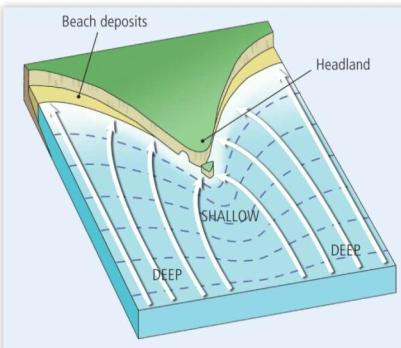 Beach deposits
Headland
SHALLOW
DEEP
DEEP